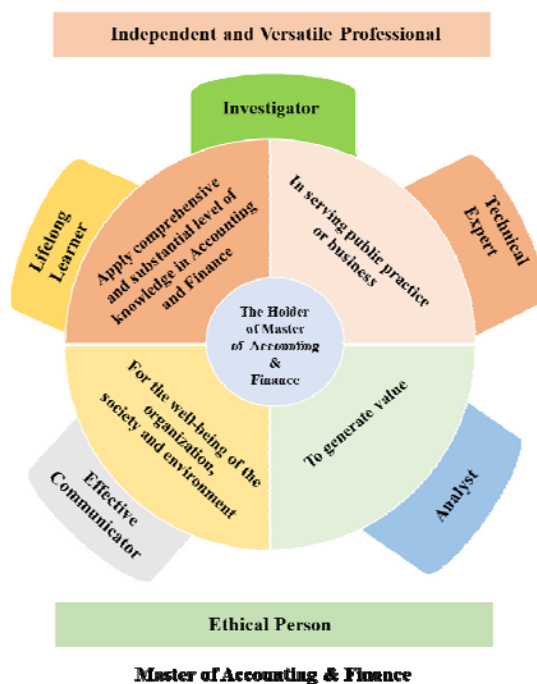 Independent and Versatile Professional
Investigator
Lifelong
Learner
Technical
Expert
Apply comprehensive
and substantial level of
knowledge in Accounting
and Finance
In serving public practice
or business
The Holder
of Master
of Accounting
&
Finance
For the well-being of the
organization,
society and environment
To generate value
Effective
Communicator
Analyst
Ethical Person
Master of Accounting & Finance